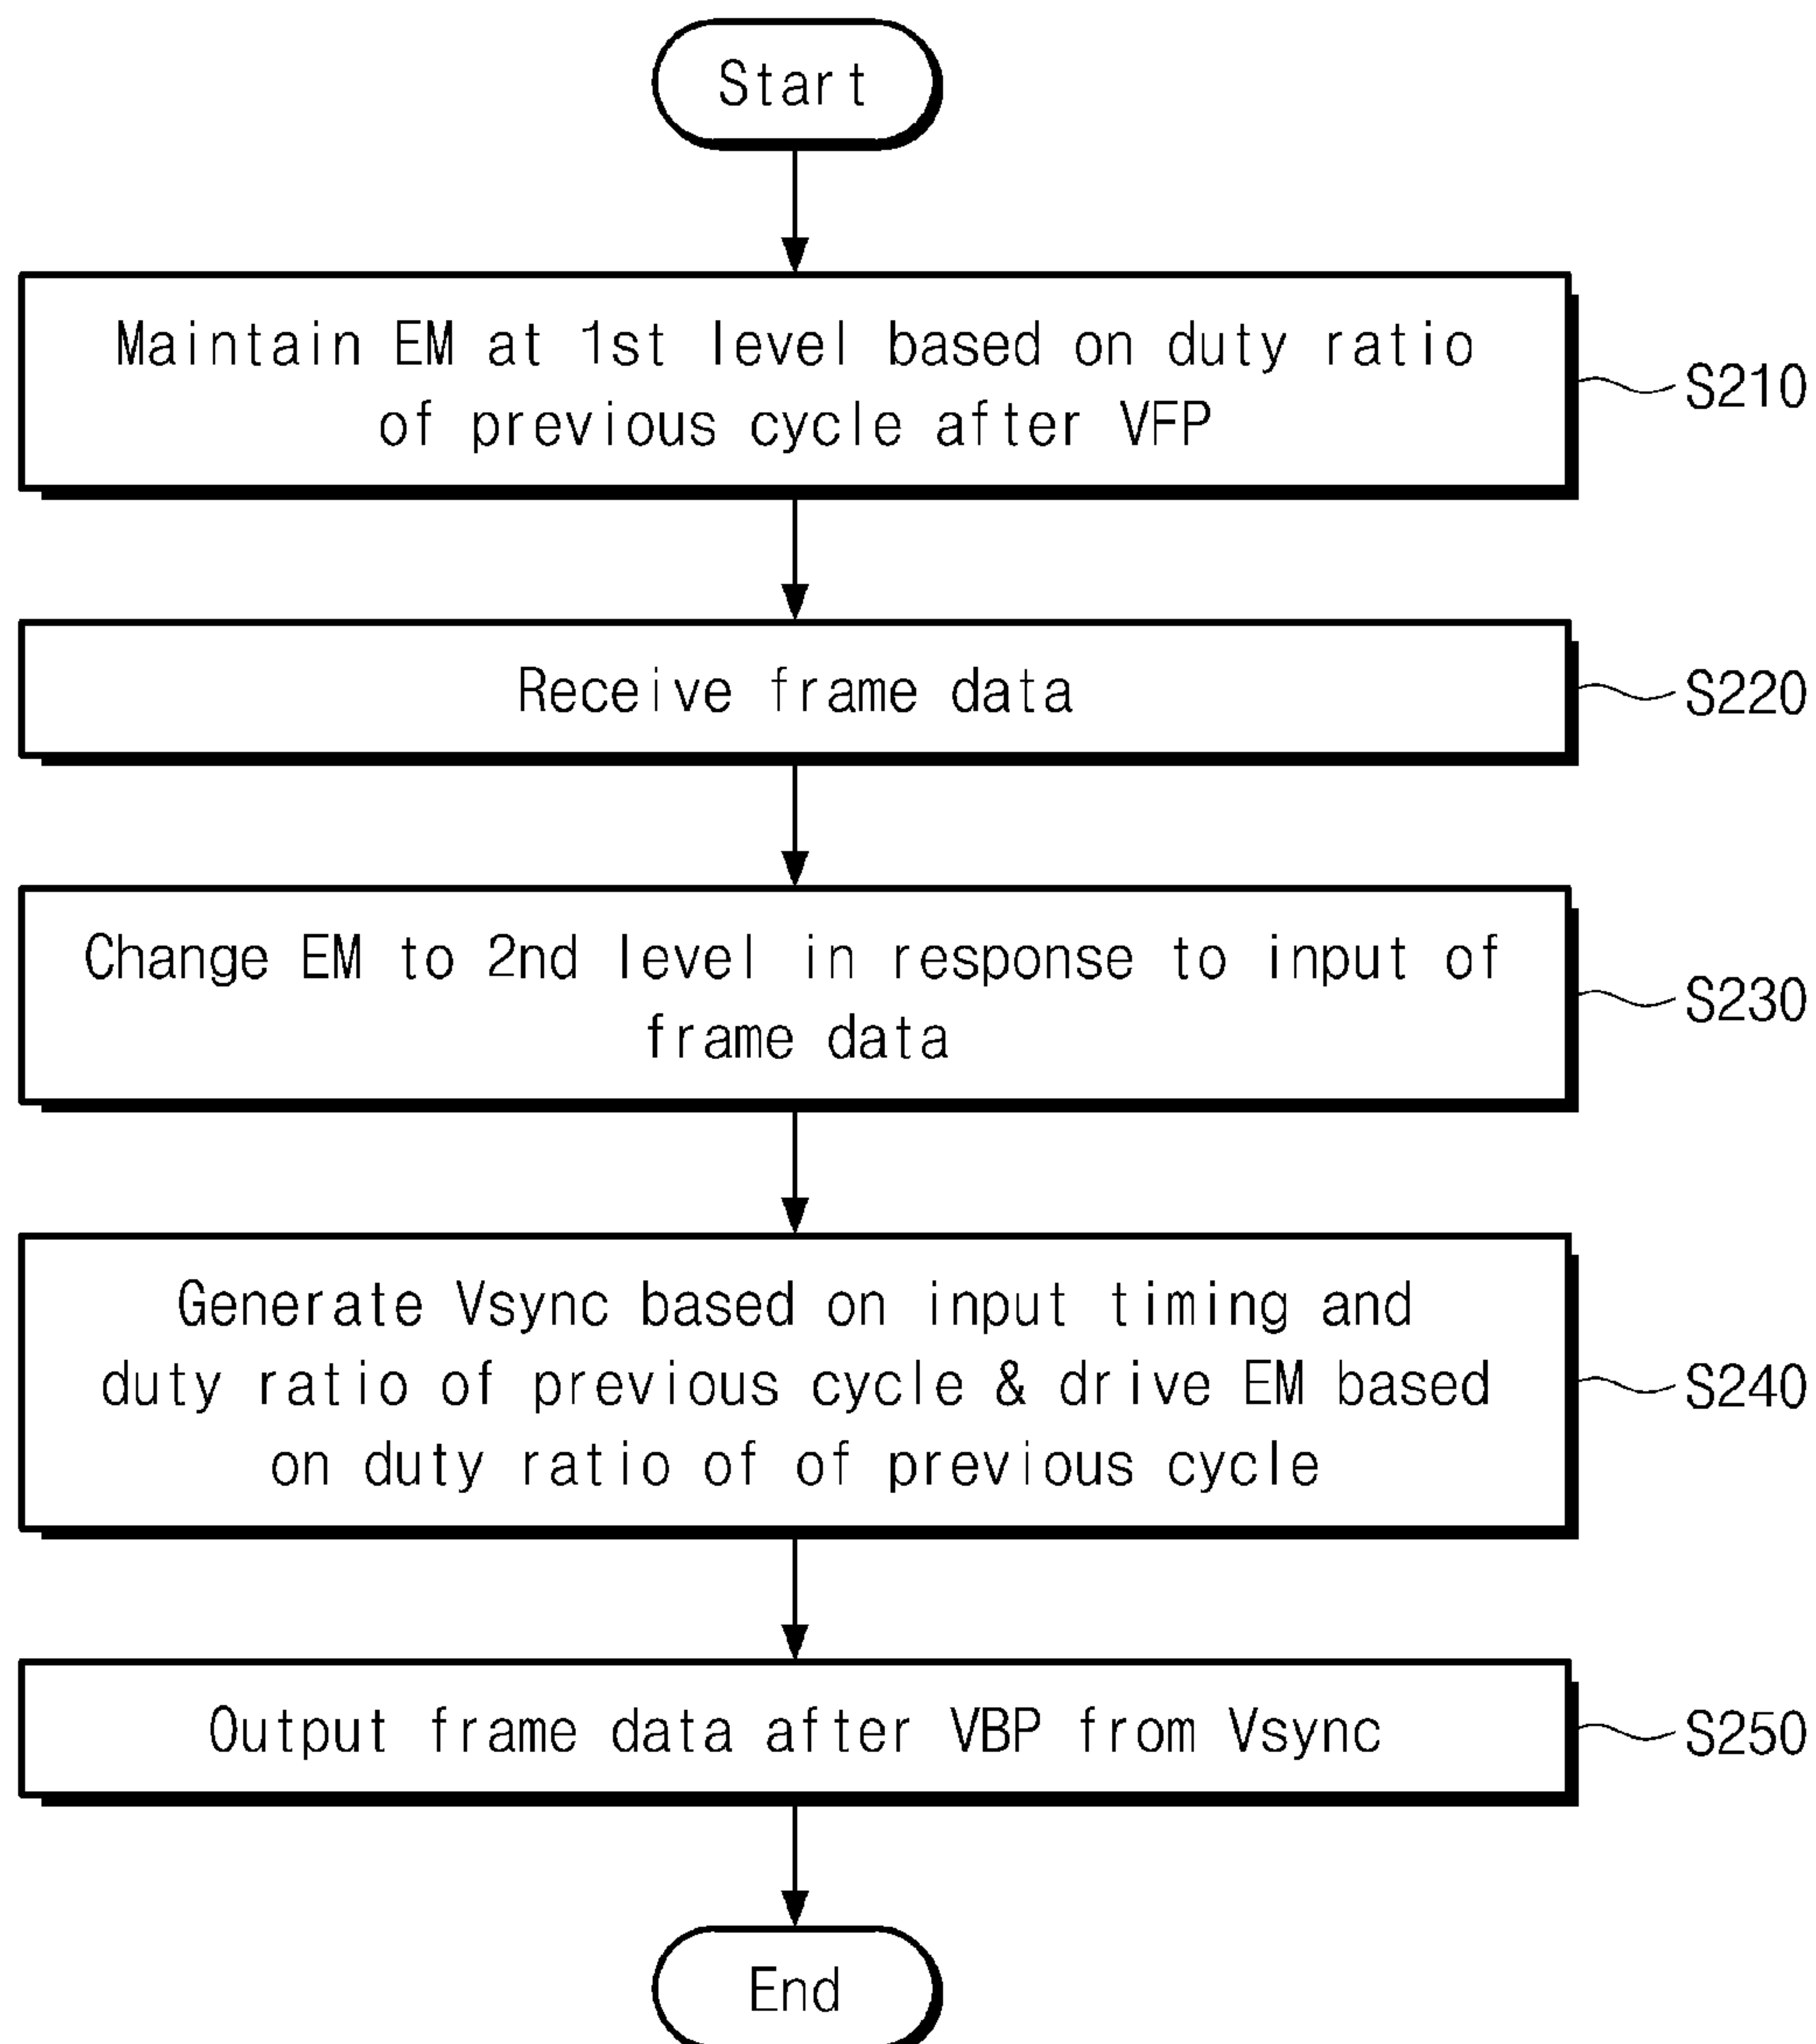 Start
Maintain EM at 1st level based on duty ratio
of previous cycle after VFP
S210
Receive frame data
S220
Change EM to 2nd level in response to input of
frame data
S230
Generate Vsync based on input timing and
duty ratio of previous cycle & drive EM based
on duty ratio of of previous cycle
S240
Output frame data after VBP from Vsync
S250
End